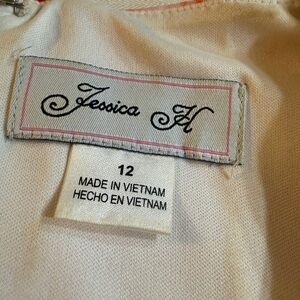 Jessica H
12
MADE IN VIETNAM
HECHO EN VIETNAM